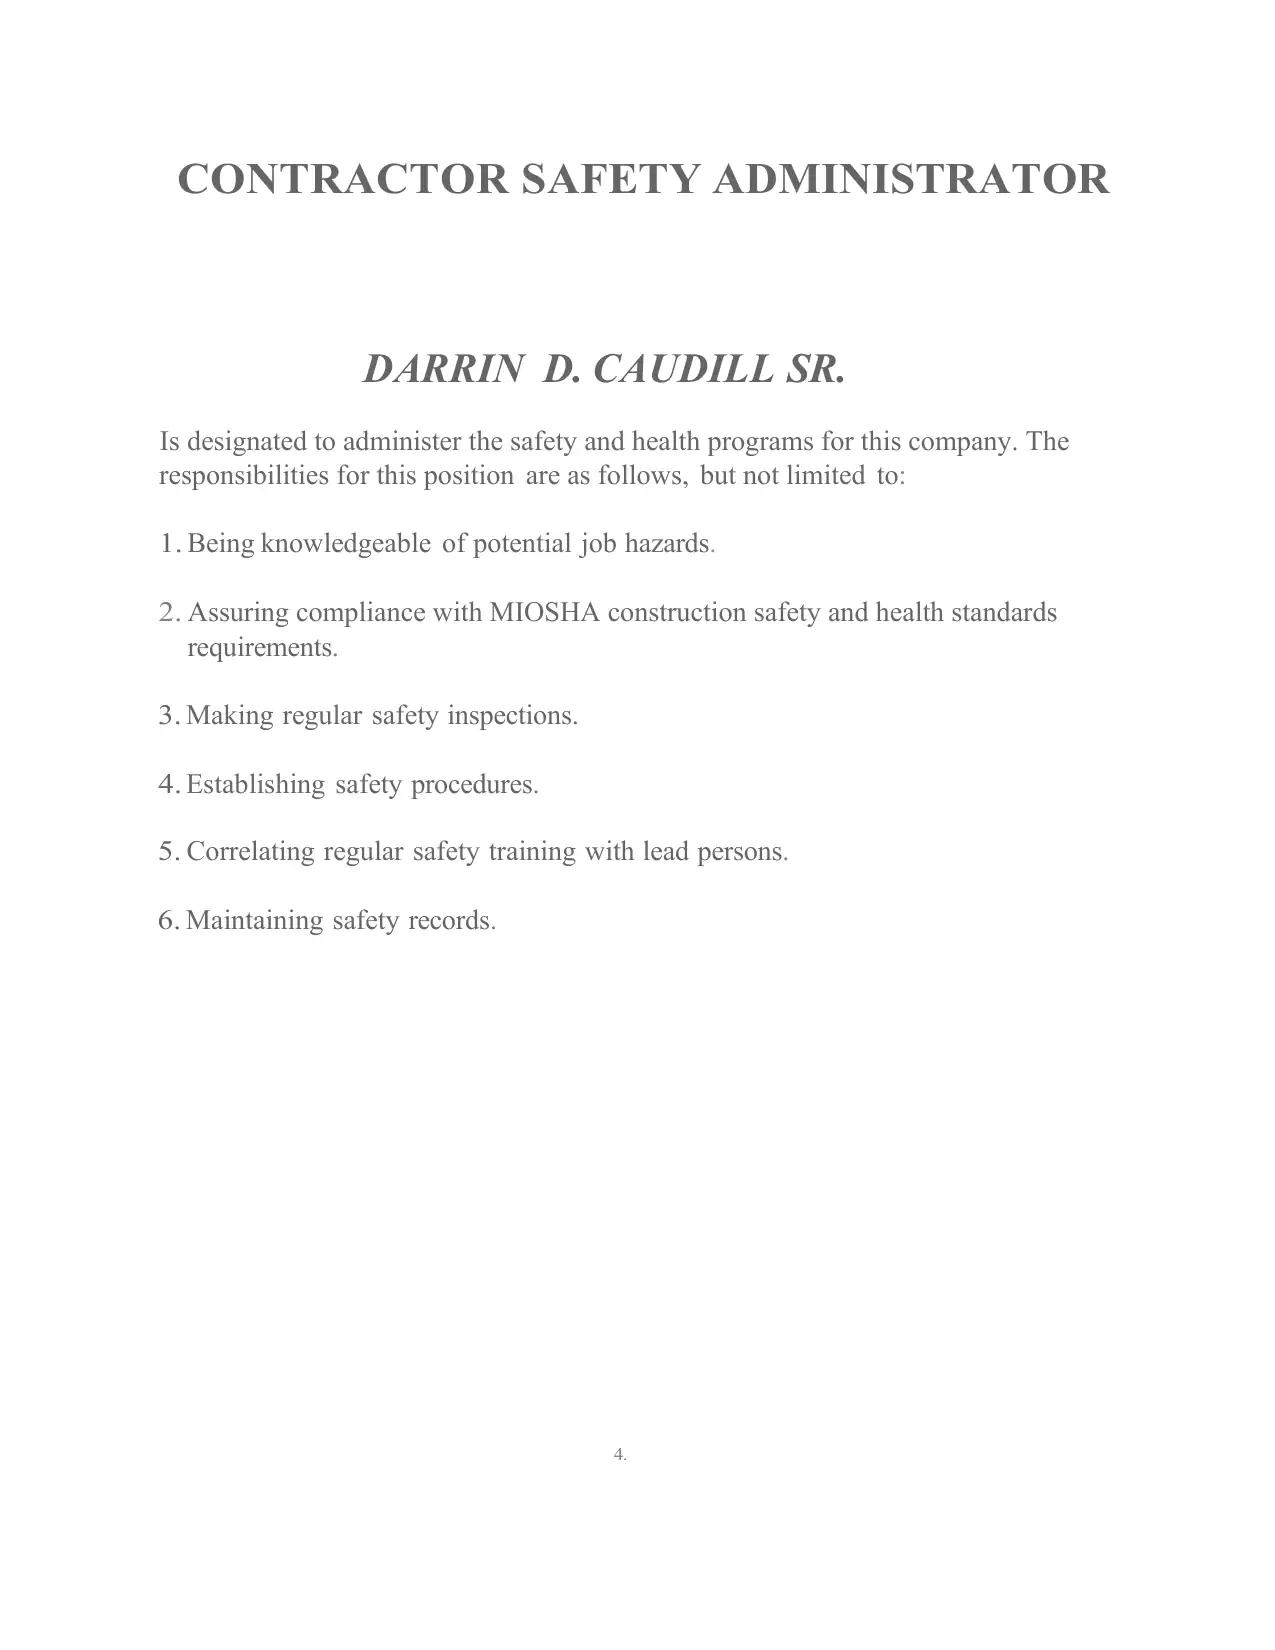 CONTRACTOR SAFETY ADMINISTRATOR
DARRIN D. CAUDILL SR.
Is designated to administer the safety and health programs for this company. The
responsibilities for this position are as follows, but not limited to:
1. Being knowledgeable of potential job hazards.
2. Assuring compliance with MIOSHA construction safety and health standards
requirements.
3. Making regular safety inspections.
4. Establishing safety procedures.
5. Correlating regular safety training with lead persons.
6. Maintaining safety records.
4.